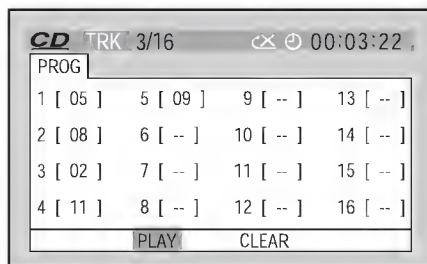 CD TRK 3/16 00:03:22
PROG
1 [ 05 ] 5 [ 09 ] 9 [ -- ] 13 [ -- ]
2 [ 08 ] 6 [ -- ] 10 [ -- ] 14 [ -- ]
3 [ 02 ] 7 [ -- ] 11 [ -- ] 15 [ -- ]
4 [ 11 ] 8 [ -- ] 12 [ -- ] 16 [ -- ]
PLAY CLEAR